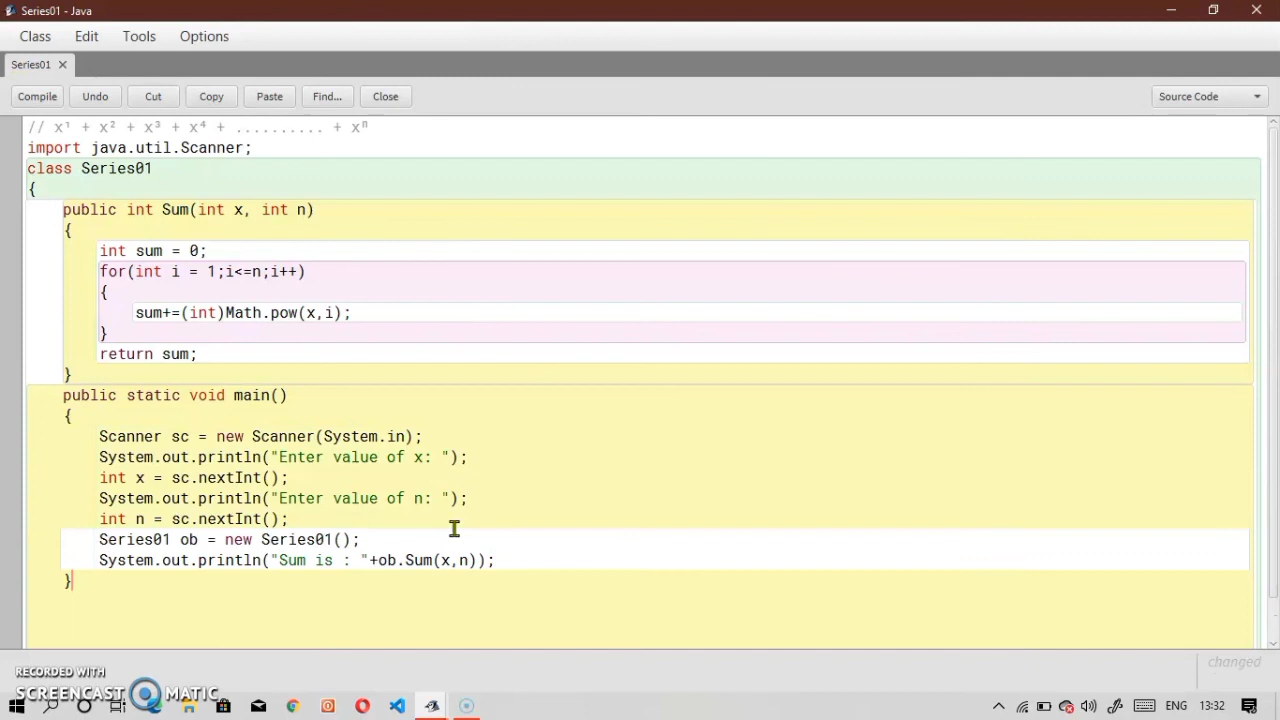 Series01 - Java
Class Edit Tools Options
Series01 ✕
Compile Undo Cut Copy Paste Find... Close Source Code
// x¹ + x² + x³ + x⁴ + .......... + xⁿ
import java.util.Scanner;
class Series01
{
public int Sum(int x, int n)
{
int sum = 0;
for(int i = 1;i<=n;i++)
{
sum+=(int)Math.pow(x,i);
}
return sum;
}
public static void main()
{
Scanner sc = new Scanner(System.in);
System.out.println("Enter value of x: ");
int x = sc.nextInt();
System.out.println("Enter value of n: ");
int n = sc.nextInt();
Series01 ob = new Series01();
System.out.println("Sum is : "+ob.Sum(x,n));
}
changed
RECORDED WITH
SCREENCAST MATIC
ENG 13:32